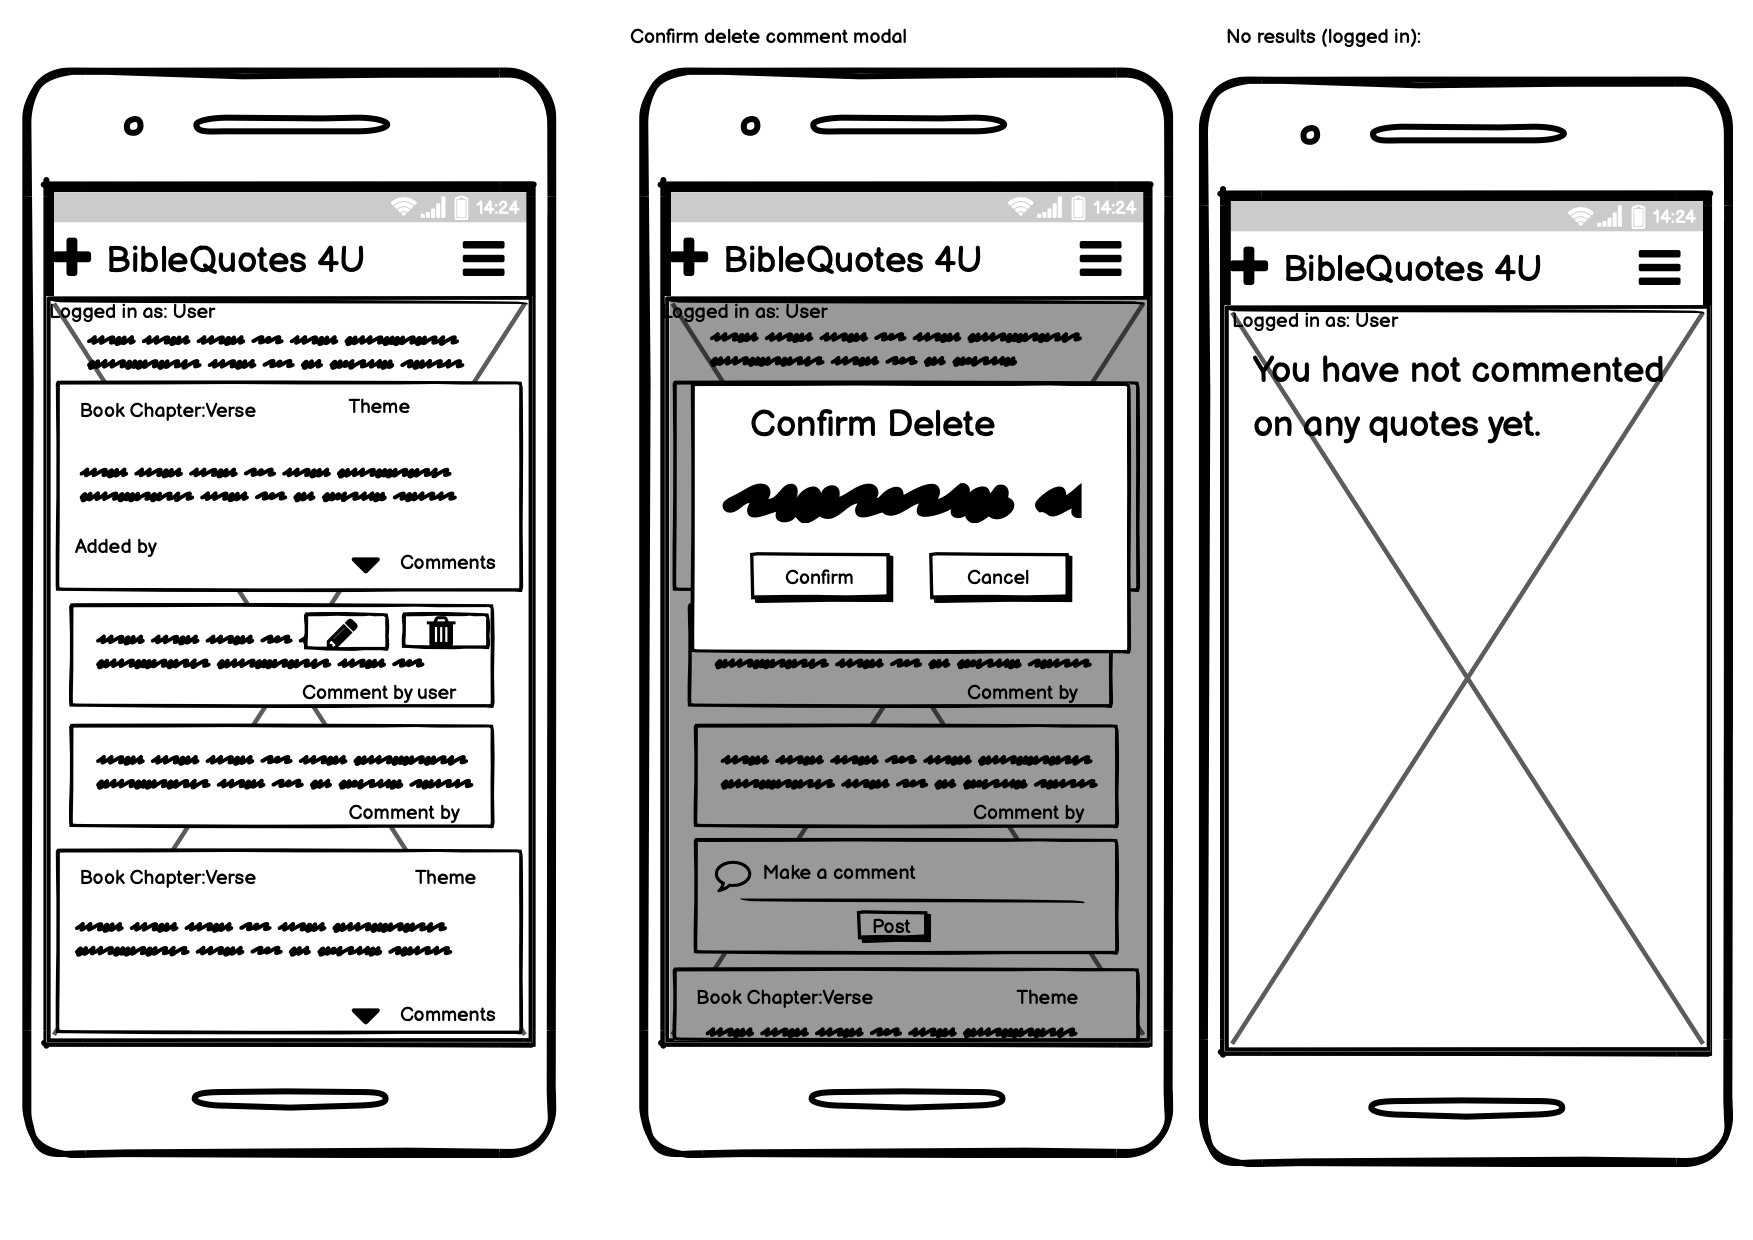 Confirm delete comment modal
No results (logged in):
14:24
BibleQuotes 4U
Logged in as: User
Book Chapter:Verse
Theme
Added by
Comments
Comment by user
Comment by
Book Chapter:Verse
Theme
Comments
14:24
BibleQuotes 4U
Logged in as: User
Confirm Delete
Confirm
Cancel
Comment by
Comment by
Make a comment
Post
Book Chapter:Verse
Theme
14:24
BibleQuotes 4U
Logged in as: User
You have not commented
on any quotes yet.